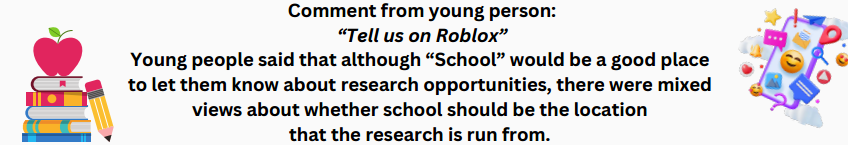 Comment from young person:
“Tell us on Roblox”
Young people said that although “School” would be a good place
to let them know about research opportunities, there were mixed
views about whether school should be the location
that the research is run from.